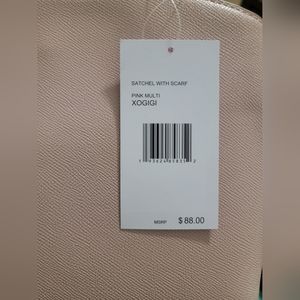 SATCHEL WITH SCARF
PINK MULTI
XOGIGI
MSRP $88.00